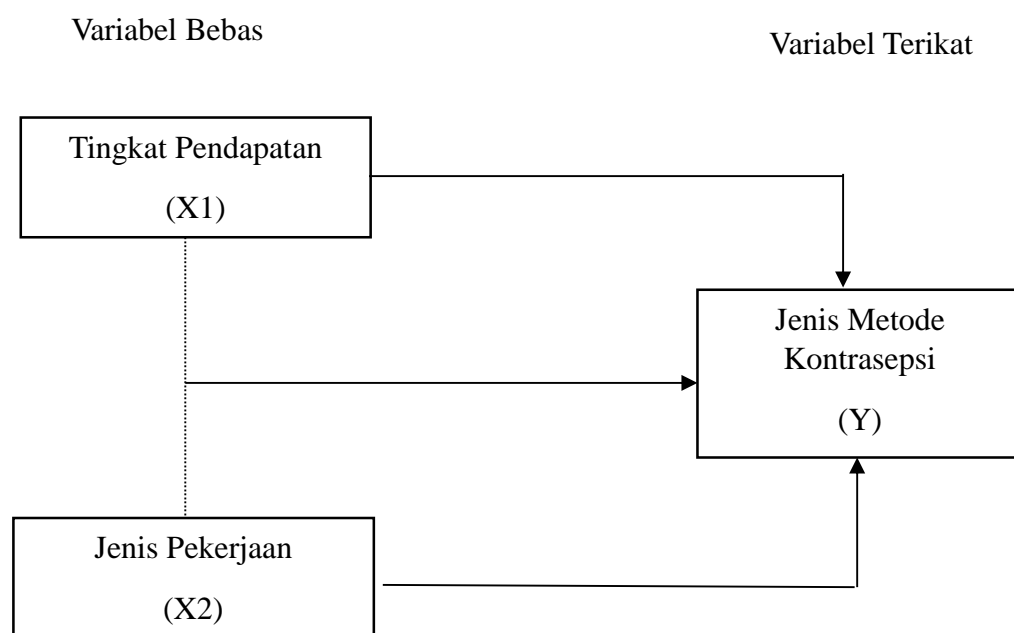 Variabel Bebas
Variabel Terikat
Tingkat Pendapatan
(X1)
Jenis Metode
Kontrasepsi
(Y)
Jenis Pekerjaan
(X2)